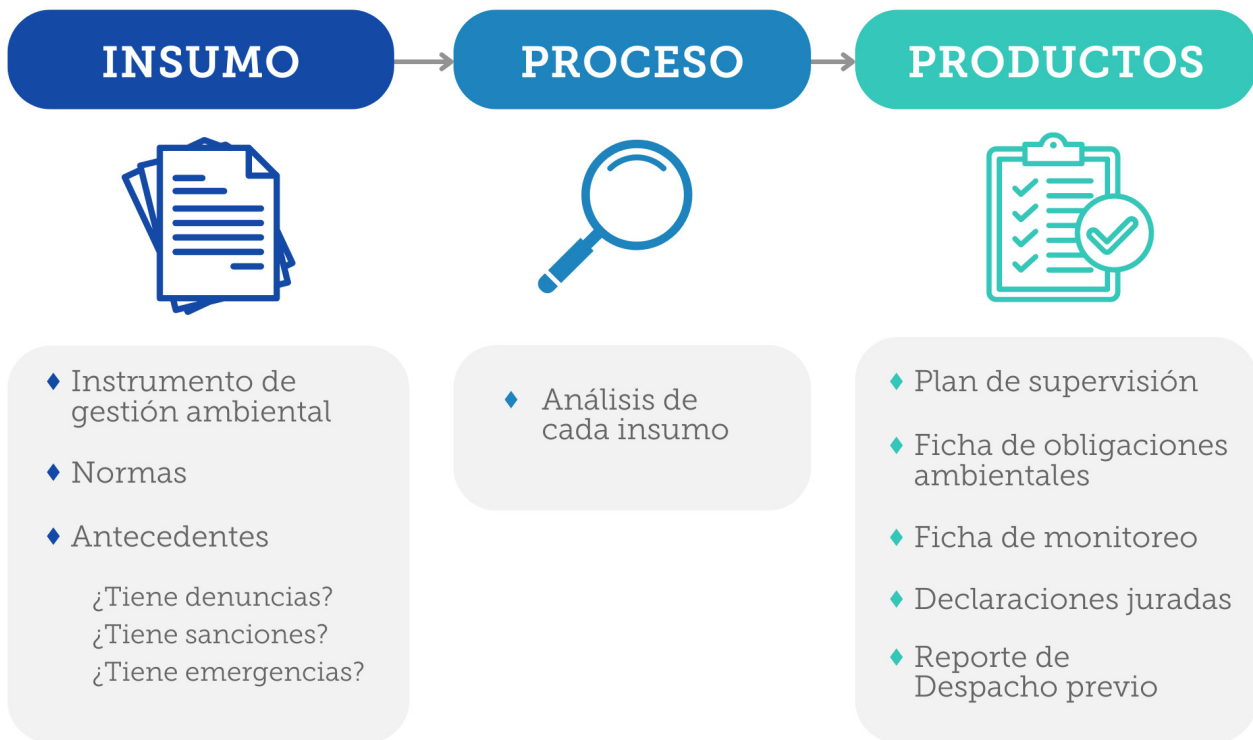 INSUMO
PROCESO
PRODUCTOS
Instrumento de
gestión ambiental
Normas
Antecedentes
¿Tiene denuncias?
¿Tiene sanciones?
¿Tiene emergencias?
Análisis de
cada insumo
Plan de supervisión
Ficha de obligaciones
ambientales
Ficha de monitoreo
Declaraciones juradas
Reporte de
Despacho previo